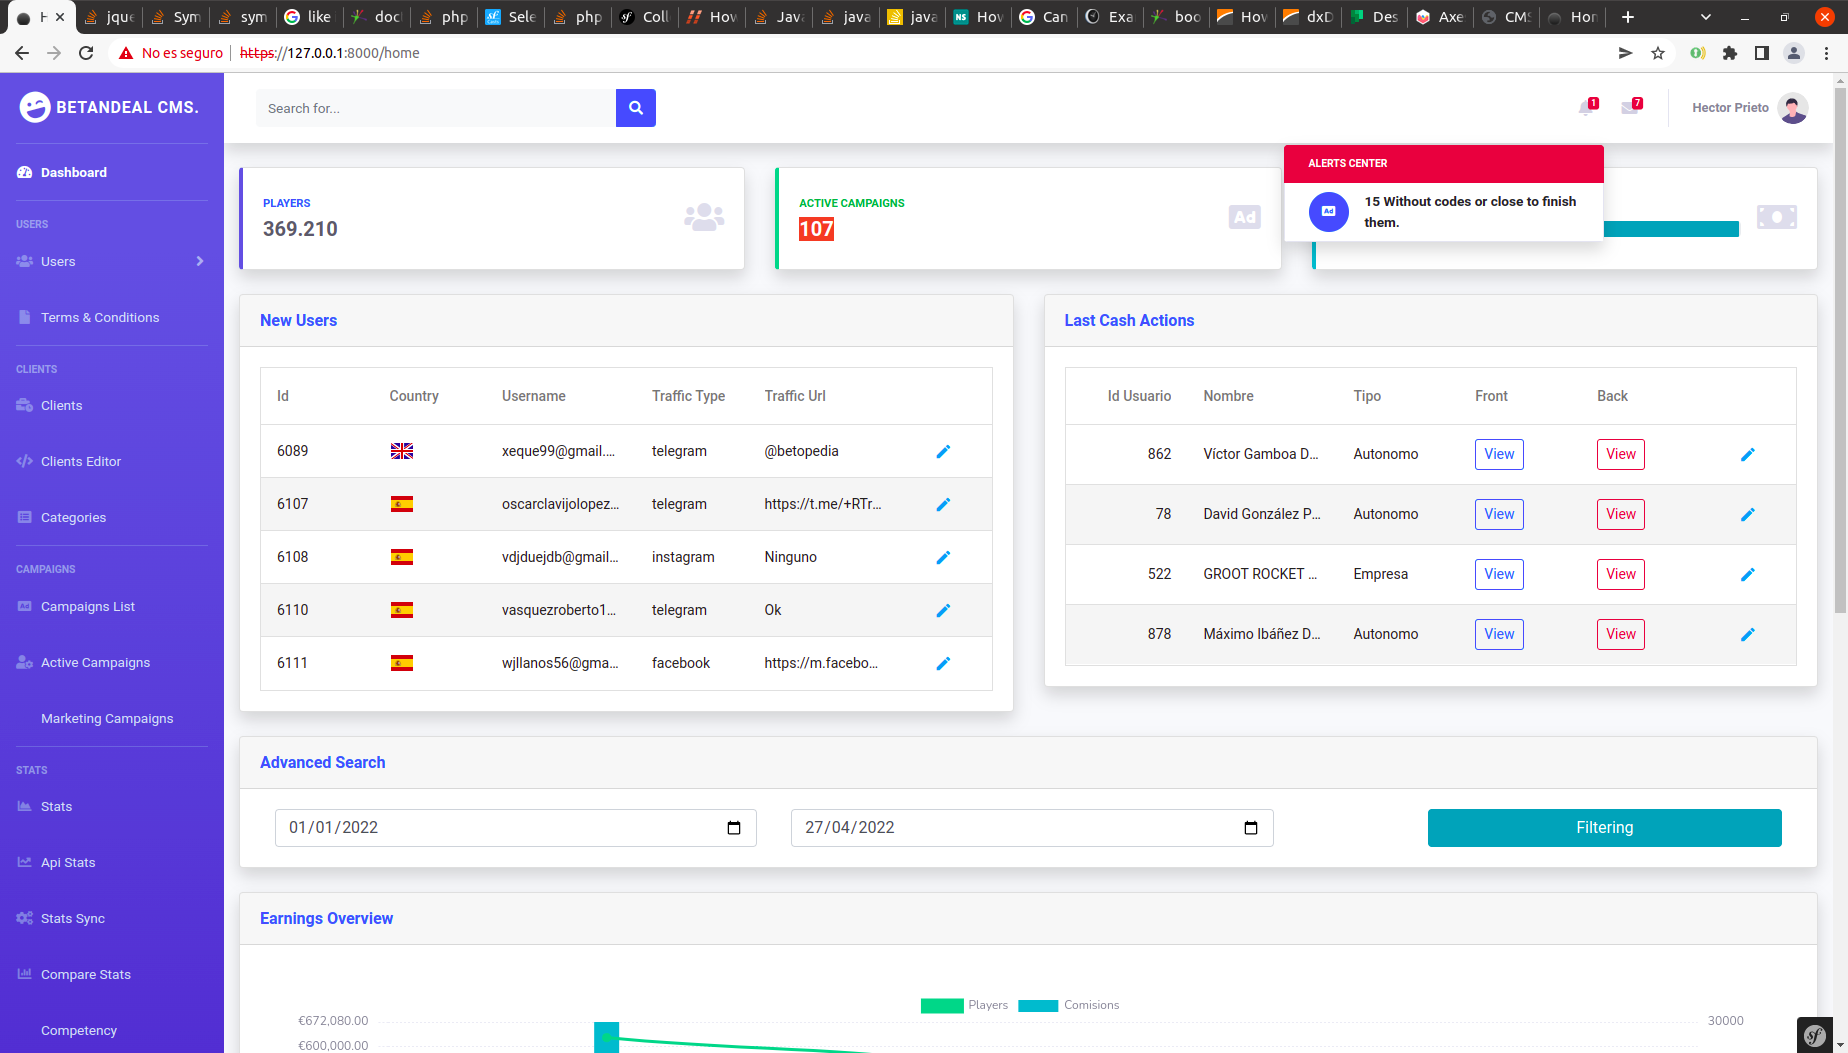 H
jque
Sym
sym
like
doc
php
Sele
php
Coll
How
Java
java
java
Hov
Can
Exa
boo
How
dxD
Des
Axe
CMS
Hon
No es seguro
https://127.0.0.1:8000/home
BETANDEAL CMS.
Search for...
1
7
Hector Prieto
Dashboard
USERS
Users
Terms & Conditions
CLIENTS
Clients
Clients Editor
Categories
CAMPAIGNS
Campaigns List
Active Campaigns
Marketing Campaigns
STATS
Stats
Api Stats
Stats Sync
Compare Stats
Competency
PLAYERS
369.210
ACTIVE CAMPAIGNS
107
Ad
ALERTS CENTER
Ad
15 Without codes or close to finish
them.
New Users
Id Country Username Traffic Type Traffic Url
6089 xeque99@gmail.... telegram @betopedia
6107 oscarclavijolopez... telegram https://t.me/+RTr...
6108 vdjduejdb@gmail... instagram Ninguno
6110 vasquezroberto1... telegram Ok
6111 wjllanos56@gma... facebook https://m.facebo...
Last Cash Actions
Id Usuario Nombre Tipo Front Back
862 Víctor Gamboa D... Autonomo View View
78 David González P... Autonomo View View
522 GROOT ROCKET ... Empresa View View
878 Máximo Ibáñez D... Autonomo View View
Advanced Search
01/01/2022
27/04/2022
Filtering
Earnings Overview
Players Comisions
€672,080.00
30000
€600,000.00
sf